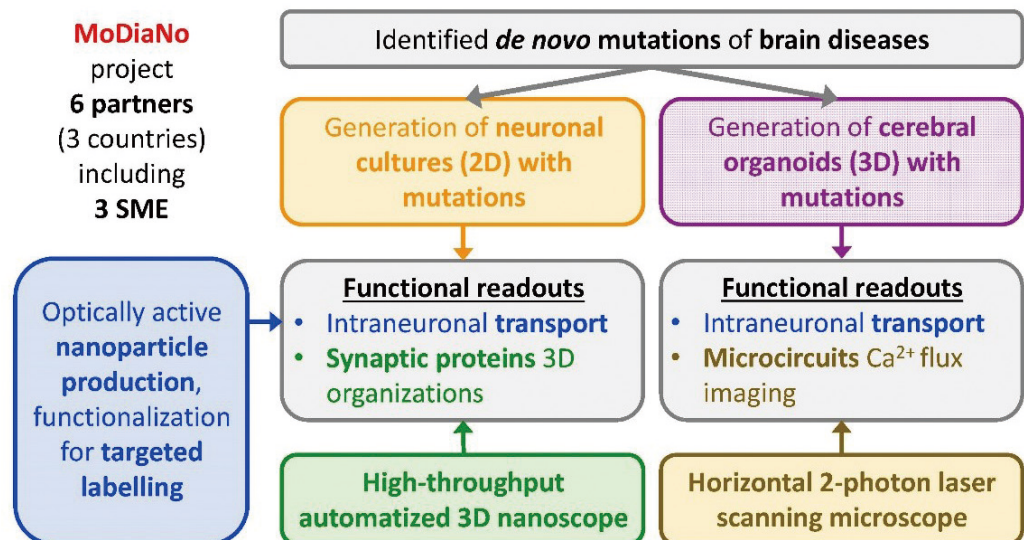 MoDiaNo
project
6 partners
(3 countries)
including
3 SME
Identified de novo mutations of brain diseases
Generation of neuronal
cultures (2D) with
mutations
Generation of cerebral
organoids (3D) with
mutations
Optically active
nanoparticle
production,
functionalization
for targeted
labelling
Functional readouts
• Intraneuronal transport
• Synaptic proteins 3D
organizations
Functional readouts
• Intraneuronal transport
• Microcircuits Ca²⁺ flux
imaging
High-throughput
automatized 3D nanoscope
Horizontal 2-photon laser
scanning microscope